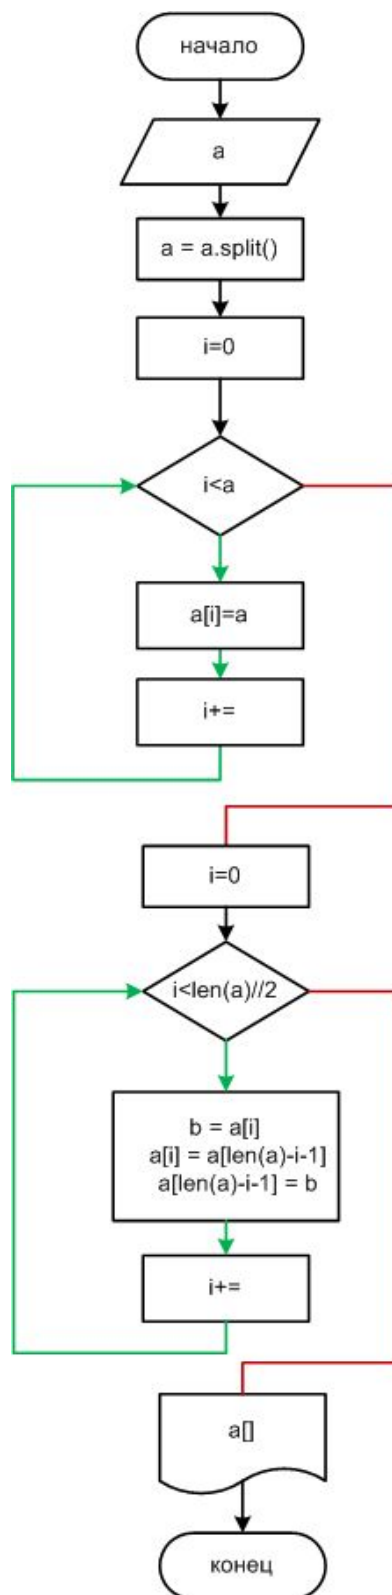 начало
a
a = a.split()
i=0
i<a
a[i]=a
i+=
i=0
i<len(a)//2
b = a[i]
a[i] = a[len(a)-i-1]
a[len(a)-i-1] = b
i+=
a[]
конец